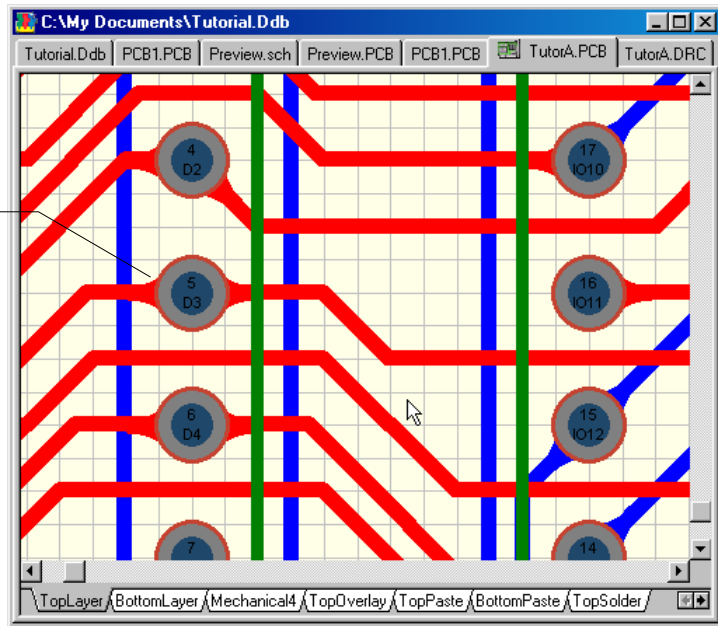 C:\My Documents\Tutorial.Ddb
Tutorial.Ddb PCB1.PCB Preview.sch Preview.PCB PCB1.PCB TutorA.PCB TutorA.DRC
4
D2
17
IO10
5
D3
16
IO11
6
D4
15
IO12
7
14
TopLayer BottomLayer Mechanical4 TopOverlay TopPaste BottomPaste TopSolder